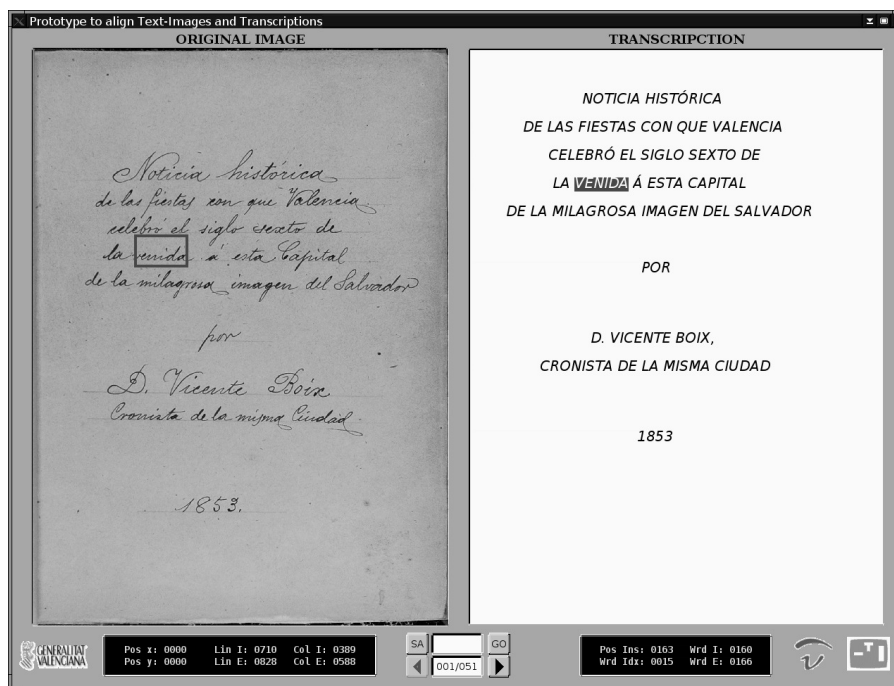 Prototype to align Text-Images and Transcriptions
ORIGINAL IMAGE
Noticia histórica
de las fiestas con que Valencia
celebró el siglo sexto de
la venida á esta Capital
de la milagrosa imagen del Salvador
por
D. Vicente Boix
Cronista de la misma Ciudad
1853.
TRANSCRIPCTION
NOTICIA HISTÓRICA
DE LAS FIESTAS CON QUE VALENCIA
CELEBRÓ EL SIGLO SEXTO DE
LA VENIDA Á ESTA CAPITAL
DE LA MILAGROSA IMAGEN DEL SALVADOR
POR
D. VICENTE BOIX,
CRONISTA DE LA MISMA CIUDAD
1853
GENERALITAT
VALENCIANA
Pos x: 0000 Lin I: 0710 Col I: 0389
Pos y: 0000 Lin E: 0828 Col E: 0588
SA GO
001/051
Pos Ins: 0163 Wrd I: 0160
Wrd Idx: 0015 Wrd E: 0166